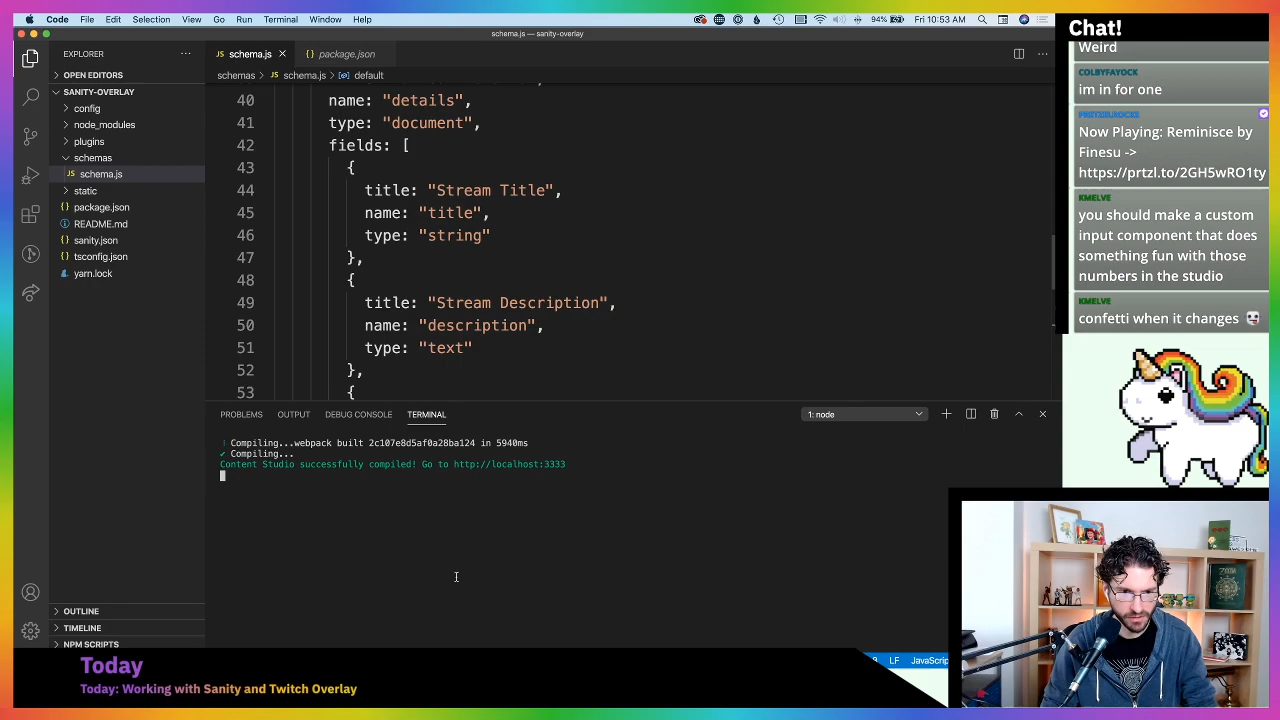 Code File Edit Selection View Go Run Terminal Window Help
94% Fri 10:53 AM
schema.js — sanity-overlay
EXPLORER
OPEN EDITORS
SANITY-OVERLAY
config
node_modules
plugins
schemas
schema.js
static
package.json
README.md
sanity.json
tsconfig.json
yarn.lock
OUTLINE
TIMELINE
NPM SCRIPTS
schema.js package.json
schemas > schema.js > default
40 name: "details",
41 type: "document",
42 fields: [
43 {
44 title: "Stream Title",
45 name: "title",
46 type: "string"
47 },
48 {
49 title: "Stream Description",
50 name: "description",
51 type: "text"
52 },
53 {
PROBLEMS OUTPUT DEBUG CONSOLE TERMINAL
1: node
Compiling...webpack built 2c107e8d5af0a28ba124 in 5940ms
✔ Compiling...
Content Studio successfully compiled! Go to http://localhost:3333
LF JavaScrip
Chat!
Weird
COLBYFAYOCK
im in for one
PRETZELROCKS
Now Playing: Reminisce by
Finesu ->
https://prtzl.to/2GH5wRO1ty
KMELVE
you should make a custom
input component that does
something fun with those
numbers in the studio
KMELVE
confetti when it changes
Today
Today: Working with Sanity and Twitch Overlay